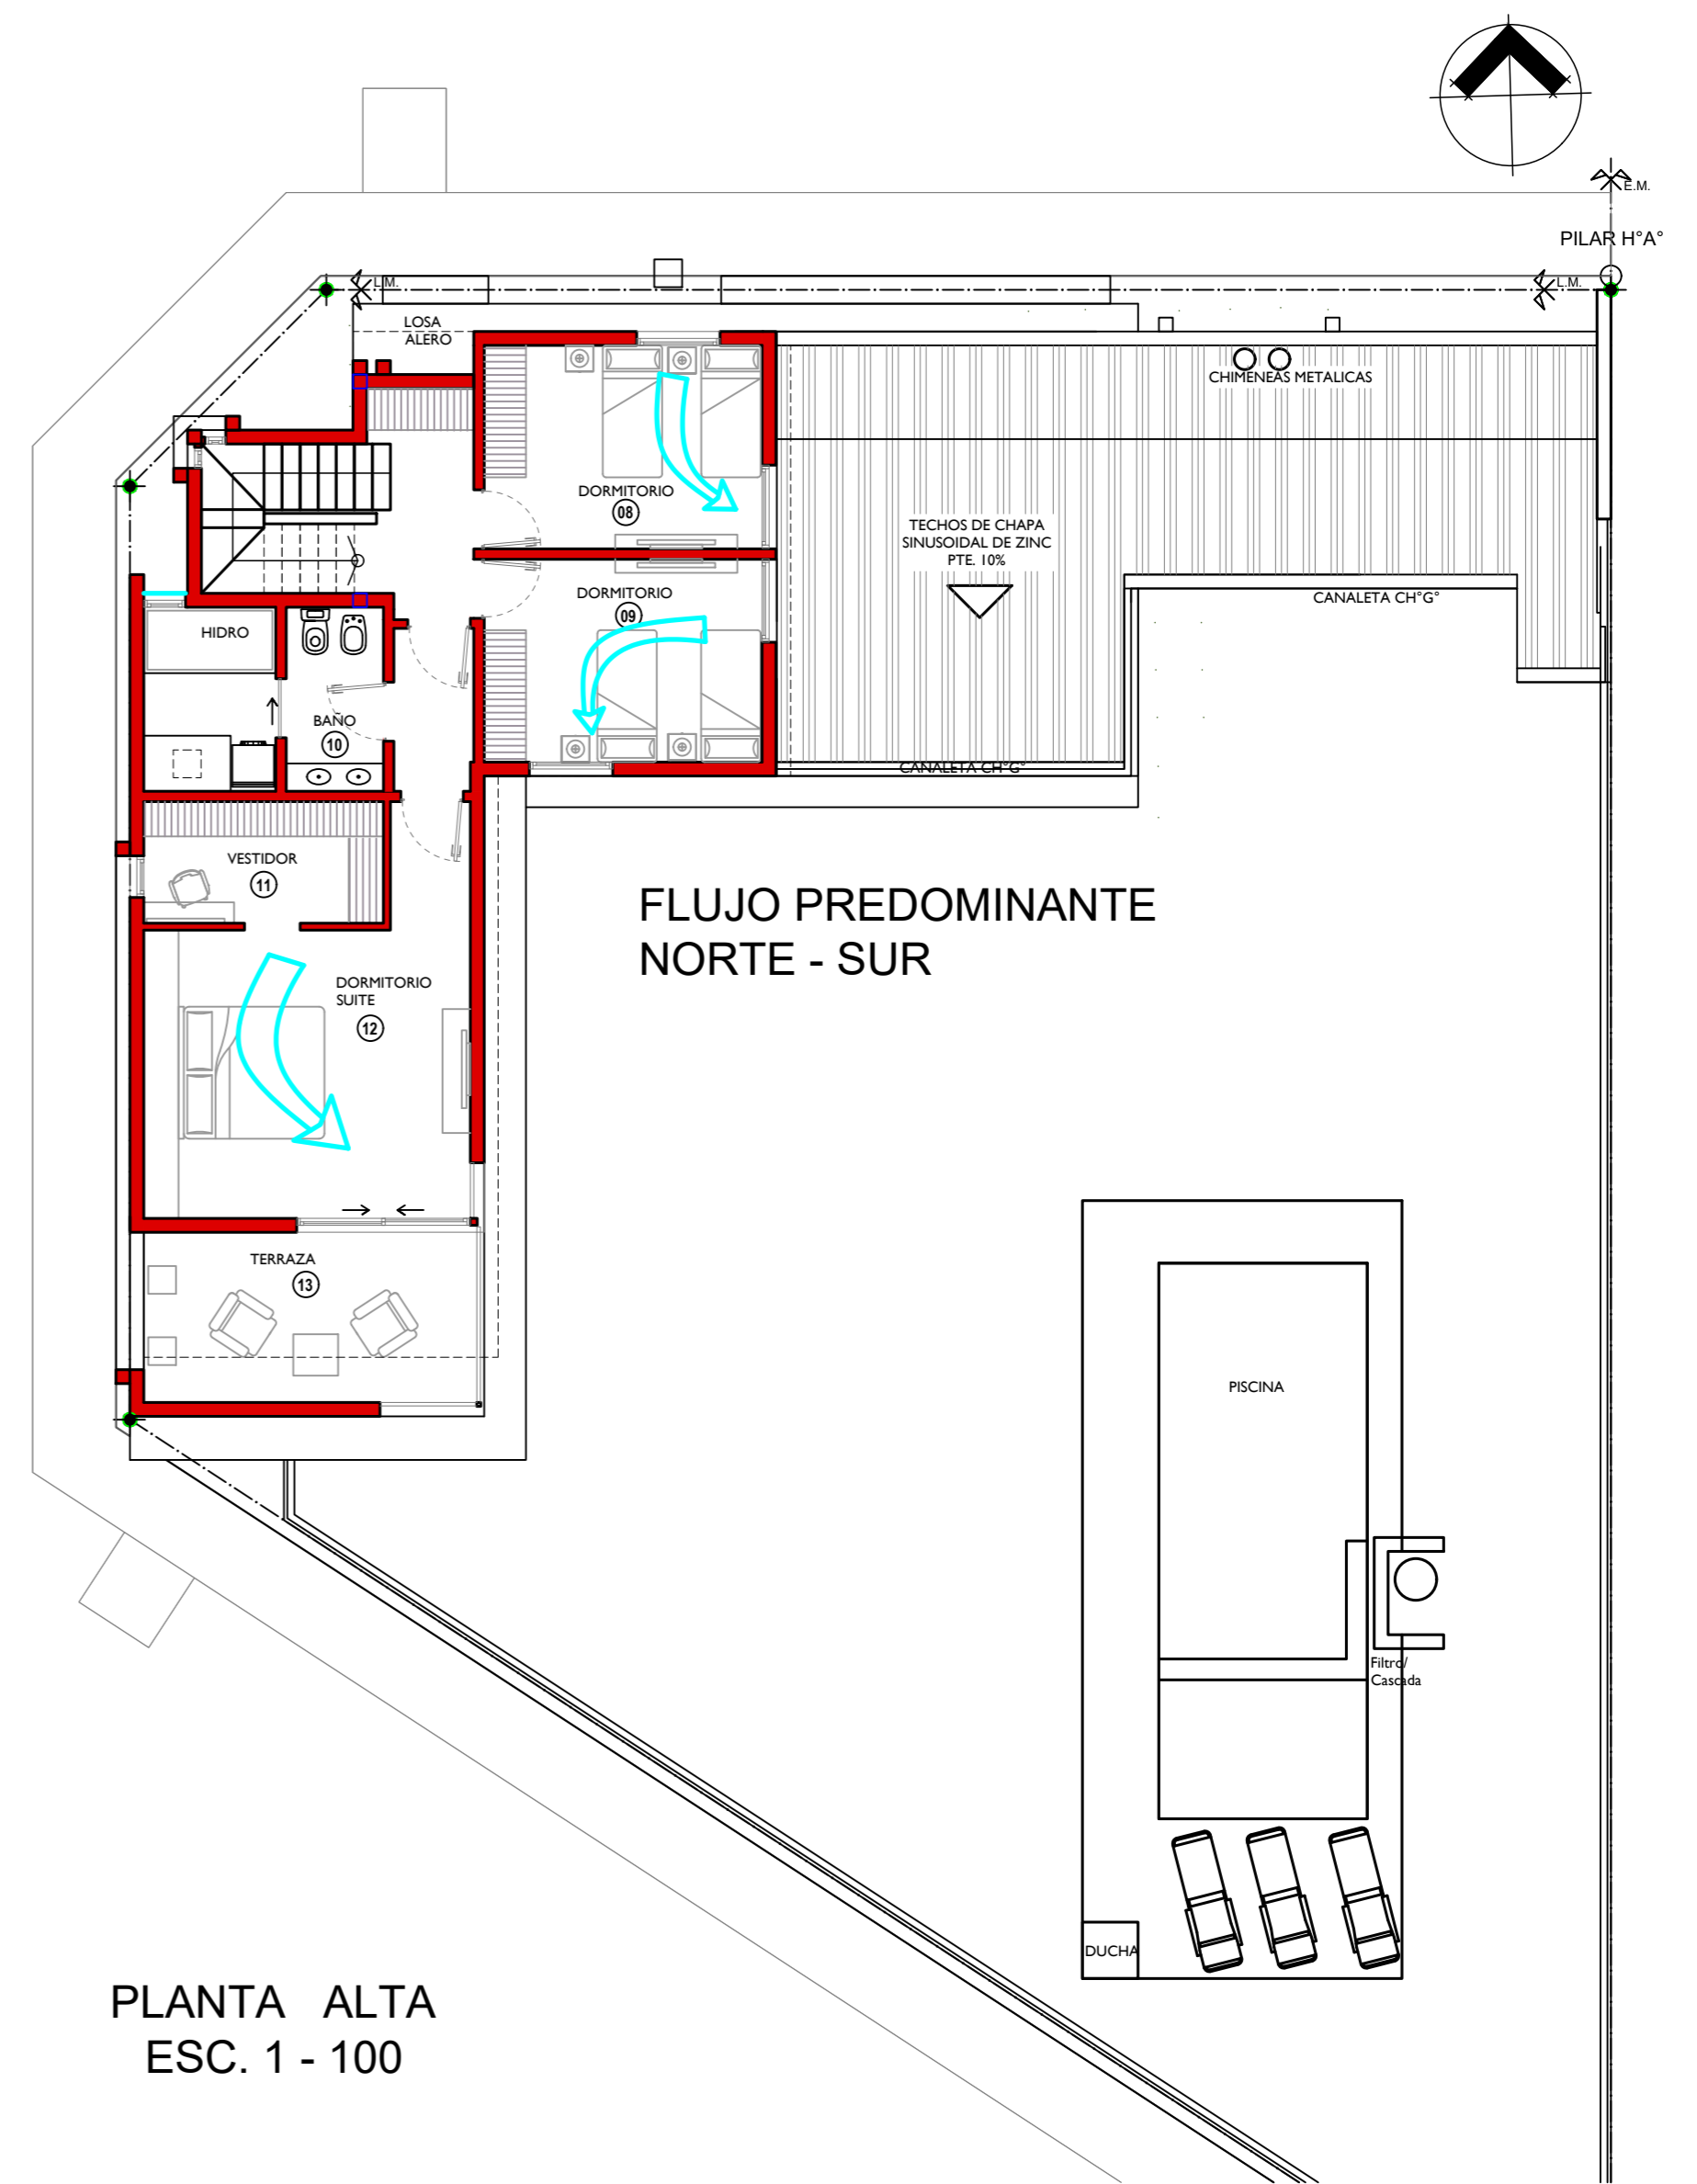 E.M.
PILAR H°A°
L.M.
L.M.
LOSA
ALERO
CHIMENEAS METALICAS
DORMITORIO
08
TECHOS DE CHAPA
SINUSOIDAL DE ZINC
PTE. 10%
DORMITORIO
09
CANALETA CH°G°
HIDRO
BAÑO
10
CANALETA CH°G°
VESTIDOR
11
FLUJO PREDOMINANTE
NORTE - SUR
DORMITORIO
SUITE
12
TERRAZA
13
PISCINA
Filtro/
Cascada
DUCHA
PLANTA ALTA
ESC. 1 - 100